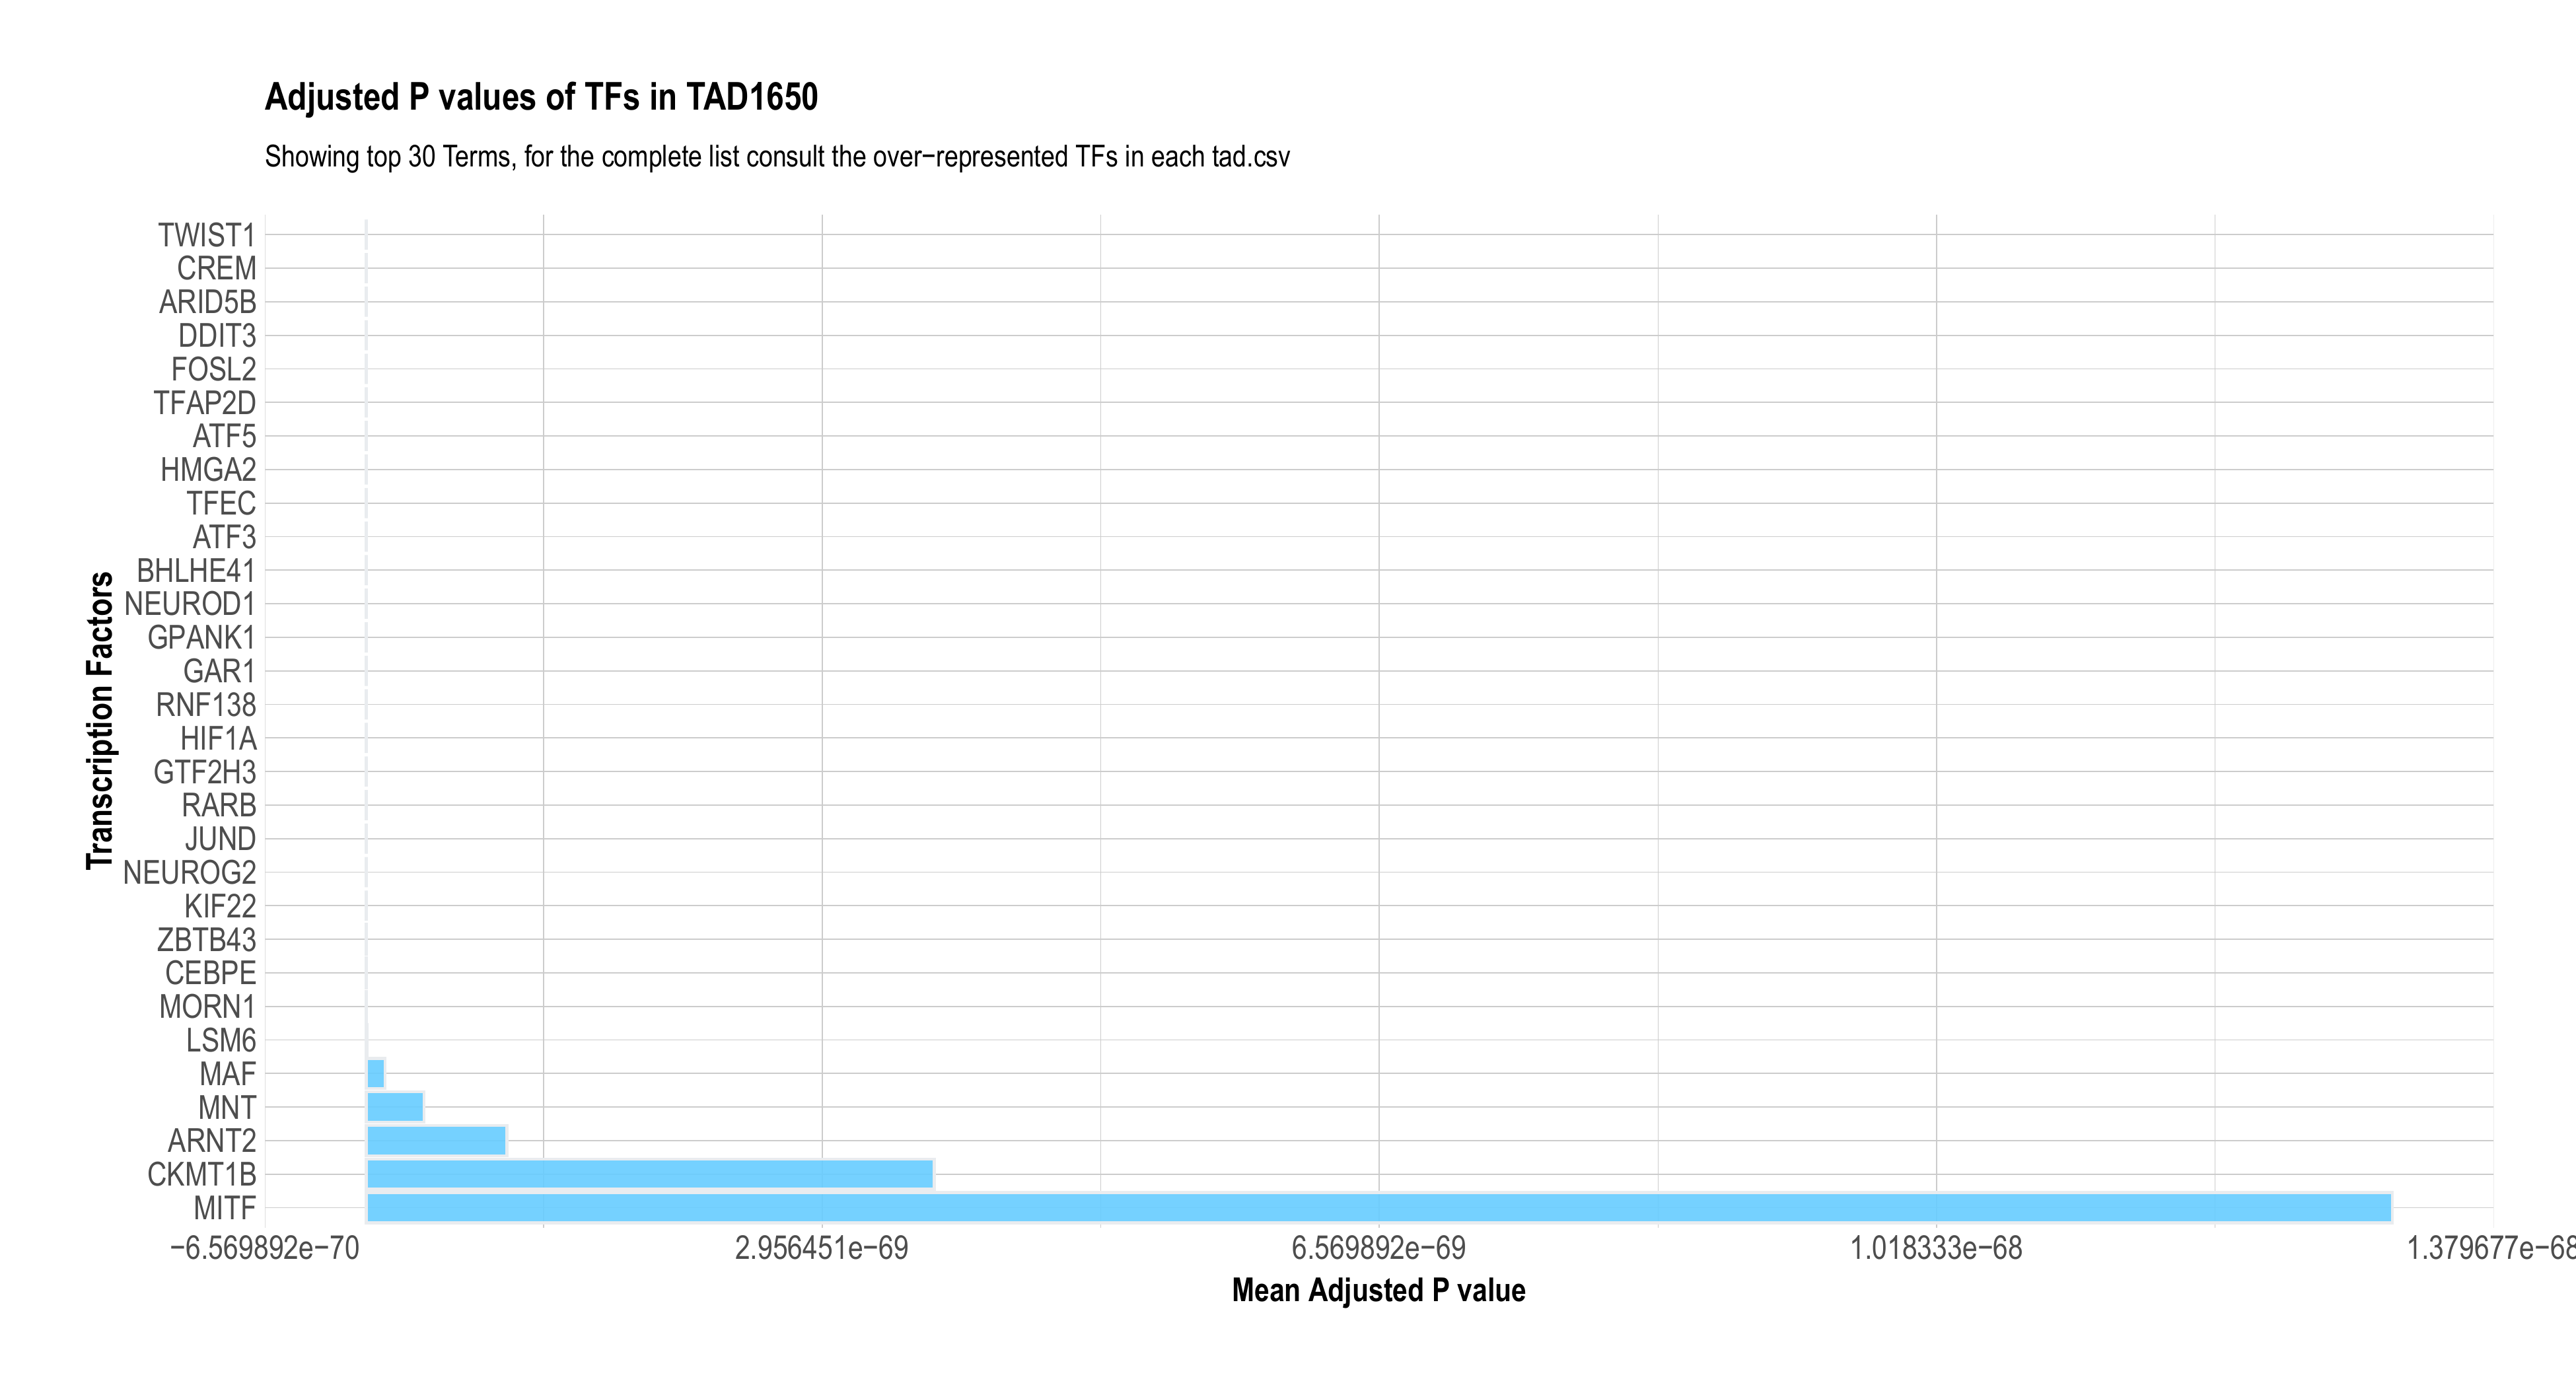 Adjusted P values of TFs in TAD1650
Showing top 30 Terms, for the complete list consult the over−represented TFs in each tad.csv
Transcription Factors
TWIST1
CREM
ARID5B
DDIT3
FOSL2
TFAP2D
ATF5
HMGA2
TFEC
ATF3
BHLHE41
NEUROD1
GPANK1
GAR1
RNF138
HIF1A
GTF2H3
RARB
JUND
NEUROG2
KIF22
ZBTB43
CEBPE
MORN1
LSM6
MAF
MNT
ARNT2
CKMT1B
MITF
−6.569892e−70 2.956451e−69 6.569892e−69 1.018333e−68 1.379677e−68
Mean Adjusted P value